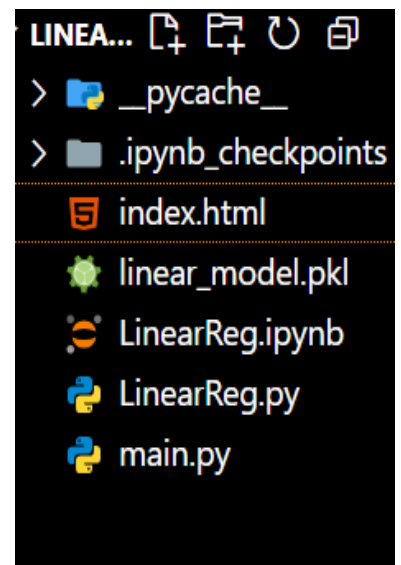 LINEA...
__pycache__
.ipynb_checkpoints
index.html
linear_model.pkl
LinearReg.ipynb
LinearReg.py
main.py